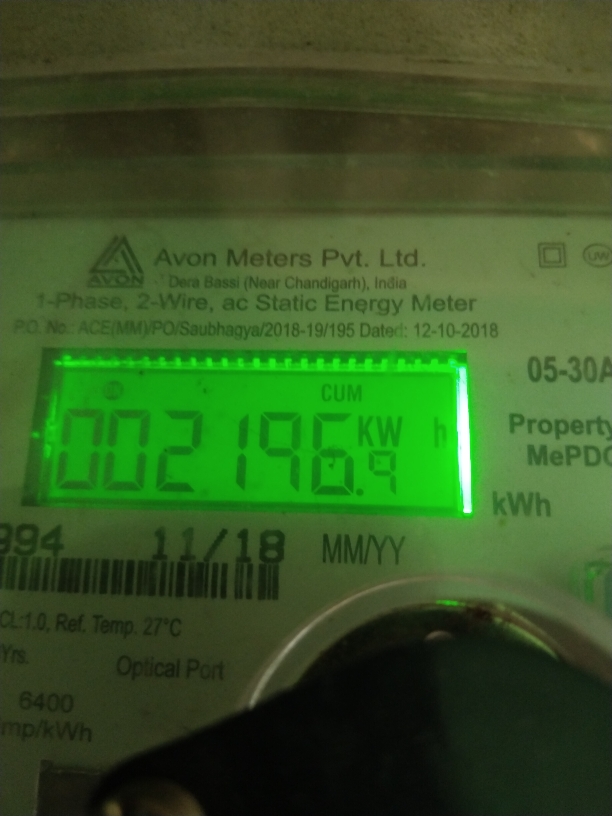 AVON
Avon Meters Pvt. Ltd.
Dera Bassi (Near Chandigarh), India
1-Phase, 2-Wire, ac Static Energy Meter
P.O. No.: ACE(MM)/PO/Saubhagya/2018-19/195 Dated: 12-10-2018
05-30A
CUM
002196.9 KW h
Property
MePDC
kWh
994 11/18 MM/YY
CL:1.0, Ref. Temp. 27°C
Yrs. Optical Port
6400
imp/kWh